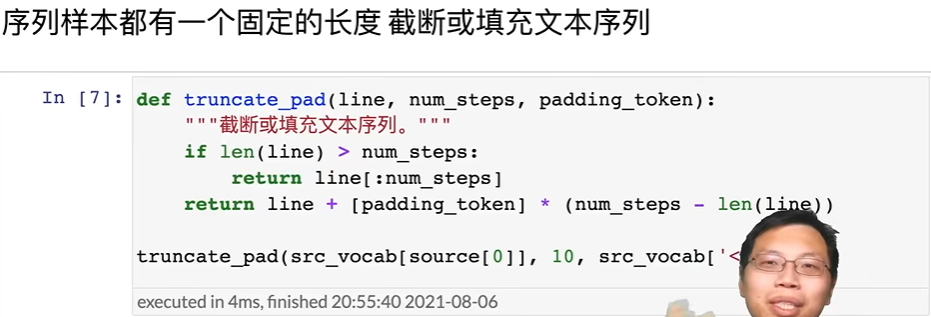 序列样本都有一个固定的长度 截断或填充文本序列
In [7]: def truncate_pad(line, num_steps, padding_token):
"""截断或填充文本序列。"""
if len(line) > num_steps:
return line[:num_steps]
return line + [padding_token] * (num_steps - len(line))
truncate_pad(src_vocab[source[0]], 10, src_vocab['<
executed in 4ms, finished 20:55:40 2021-08-06